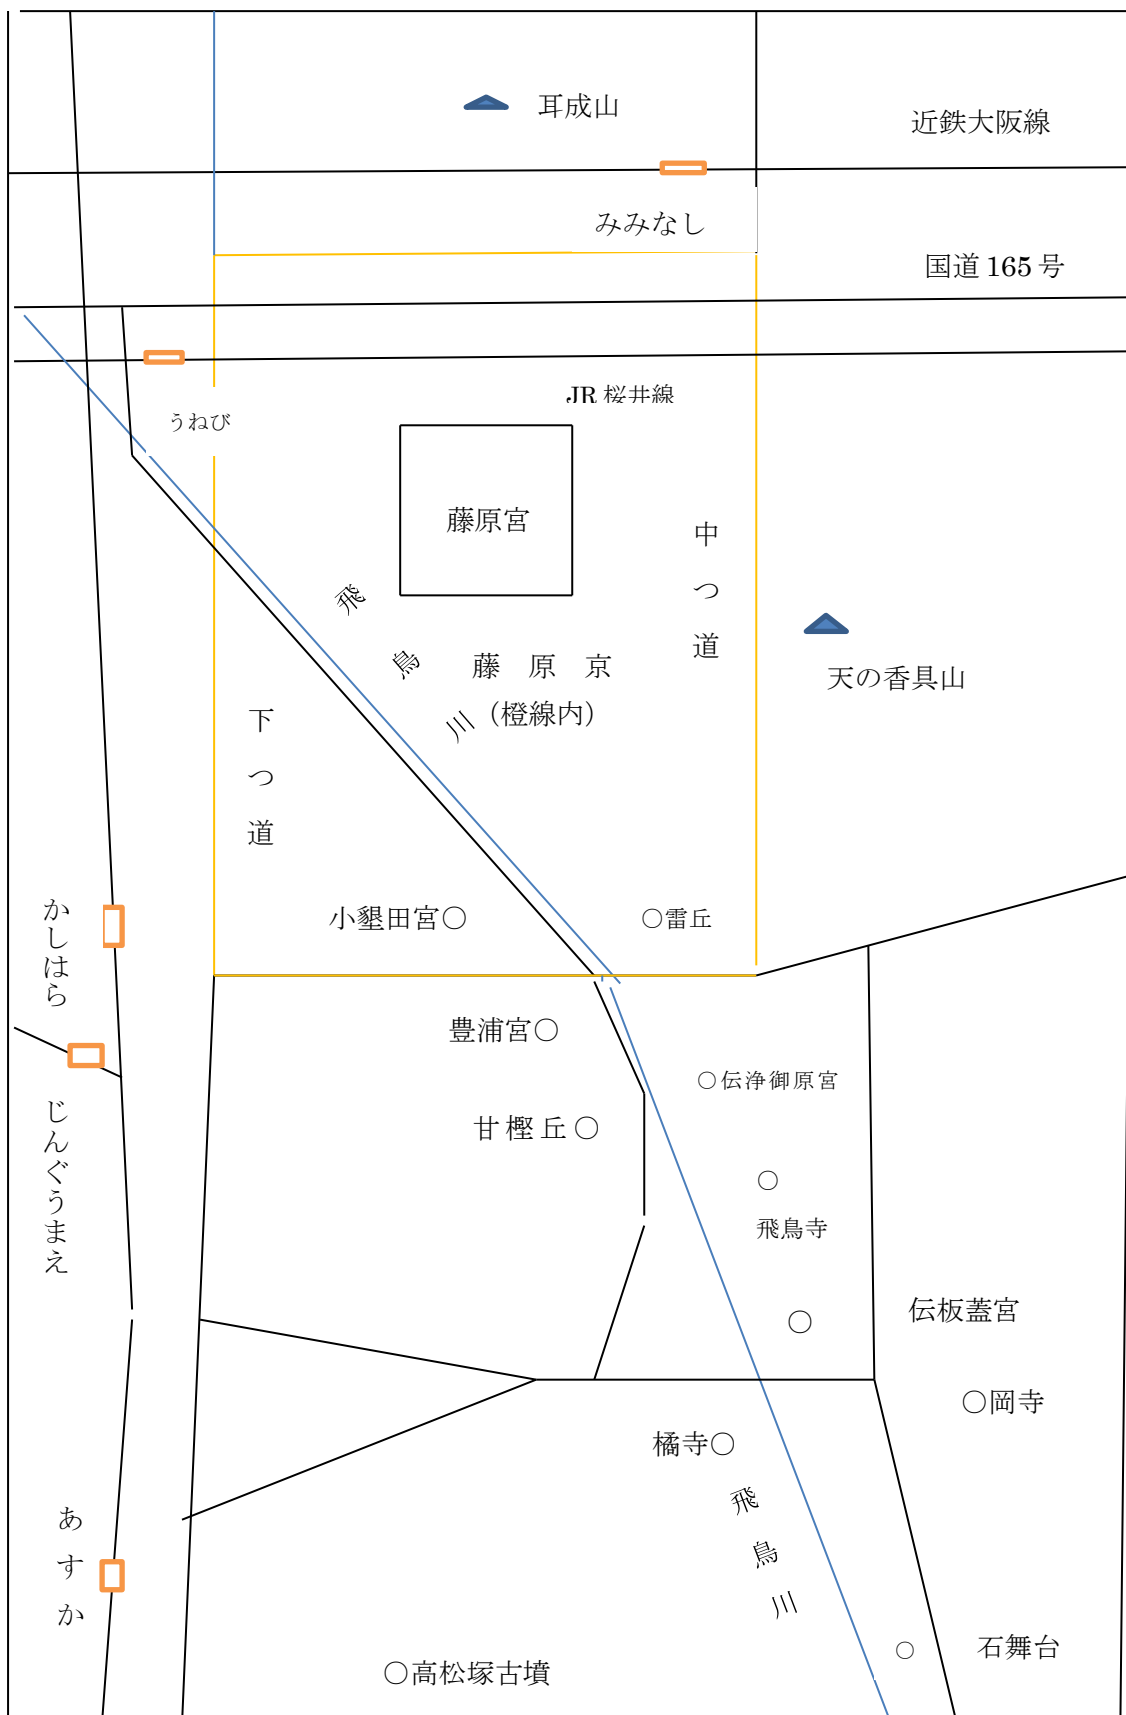 耳成山
近鉄大阪線
みみなし
国道165号
JR桜井線
うねび
藤原宮
中つ道
飛鳥川
藤原京
(橙線内)
天の香具山
下つ道
かしはら
小墾田宮○
○雷丘
豊浦宮○
○伝浄御原宮
じんぐうまえ
甘樫丘○
○
飛鳥寺
伝板蓋宮
○
○岡寺
橘寺○
飛鳥川
あすか
○高松塚古墳
○
石舞台